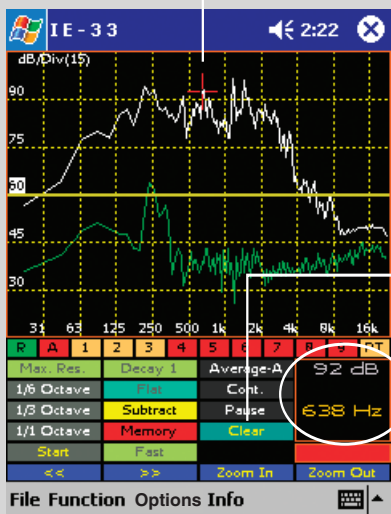 IE-33 2:22
dB/Div(15)
90
75
60
45
30
31 63 125 250 500 1k 2k 4k 8k 16k
R A 1 2 3 4 5 6 7 8 9 PT
Max. Res. Decay 1 Average-A 92 dB
1/6 Octave Flat Cont.
1/3 Octave Subtract Pause 638 Hz
1/1 Octave Memory Clear
Start Fast
<< >> Zoom In Zoom Out
File Function Options Info